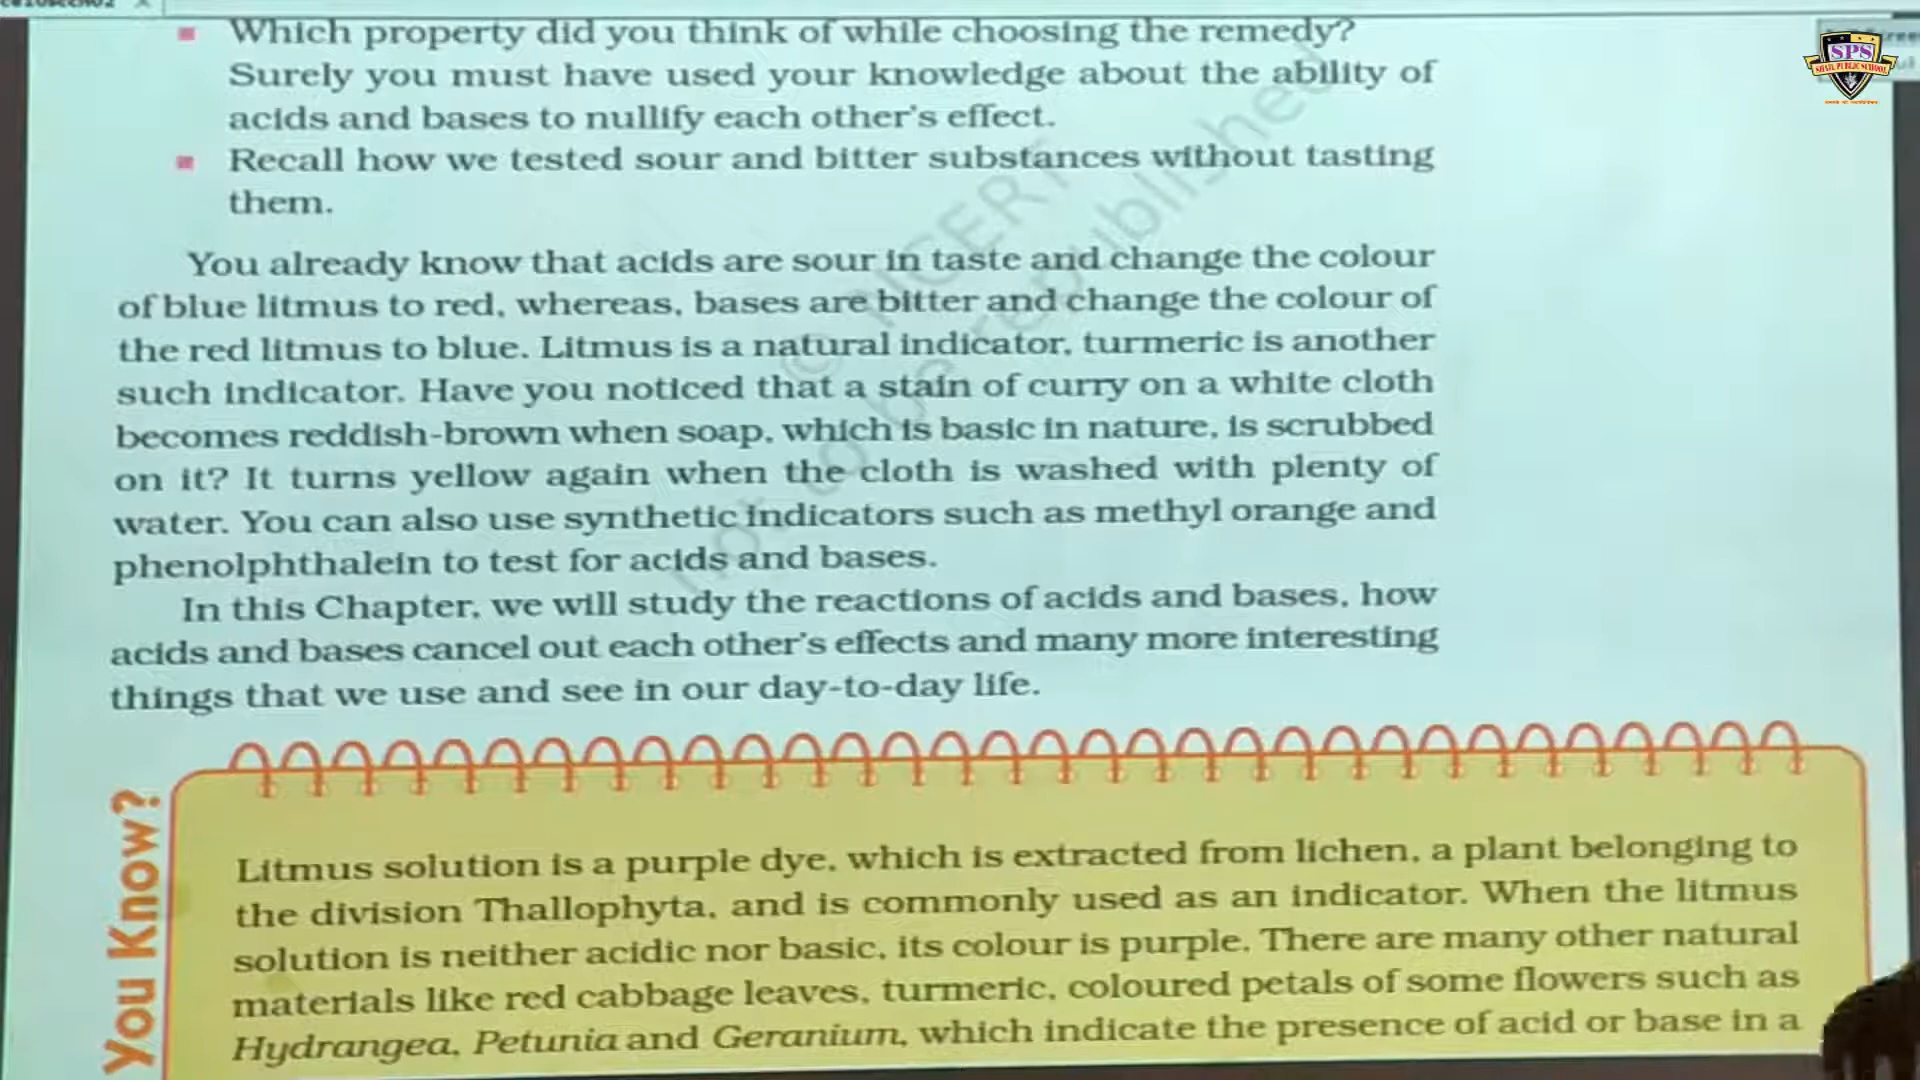 Which property did you think of while choosing the remedy?
Surely you must have used your knowledge about the ability of
acids and bases to nullify each other's effect.
Recall how we tested sour and bitter substances without tasting
them.
You already know that acids are sour in taste and change the colour
of blue litmus to red, whereas, bases are bitter and change the colour of
the red litmus to blue. Litmus is a natural indicator, turmeric is another
such indicator. Have you noticed that a stain of curry on a white cloth
becomes reddish-brown when soap, which is basic in nature, is scrubbed
on it? It turns yellow again when the cloth is washed with plenty of
water. You can also use synthetic indicators such as methyl orange and
phenolphthalein to test for acids and bases.
In this Chapter, we will study the reactions of acids and bases, how
acids and bases cancel out each other's effects and many more interesting
things that we use and see in our day-to-day life.
You Know?
Litmus solution is a purple dye, which is extracted from lichen, a plant belonging to
the division Thallophyta, and is commonly used as an indicator. When the litmus
solution is neither acidic nor basic, its colour is purple. There are many other natural
materials like red cabbage leaves, turmeric, coloured petals of some flowers such as
Hydrangea, Petunia and Geranium, which indicate the presence of acid or base in a
© NCERT
not to be republished
SPS
SHAIL PUBLIC SCHOOL